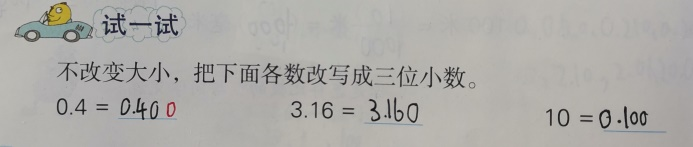 试一试
不改变大小，把下面各数改写成三位小数。
0.4 = 0.400 3.16 = 3.160 10 = 0.100